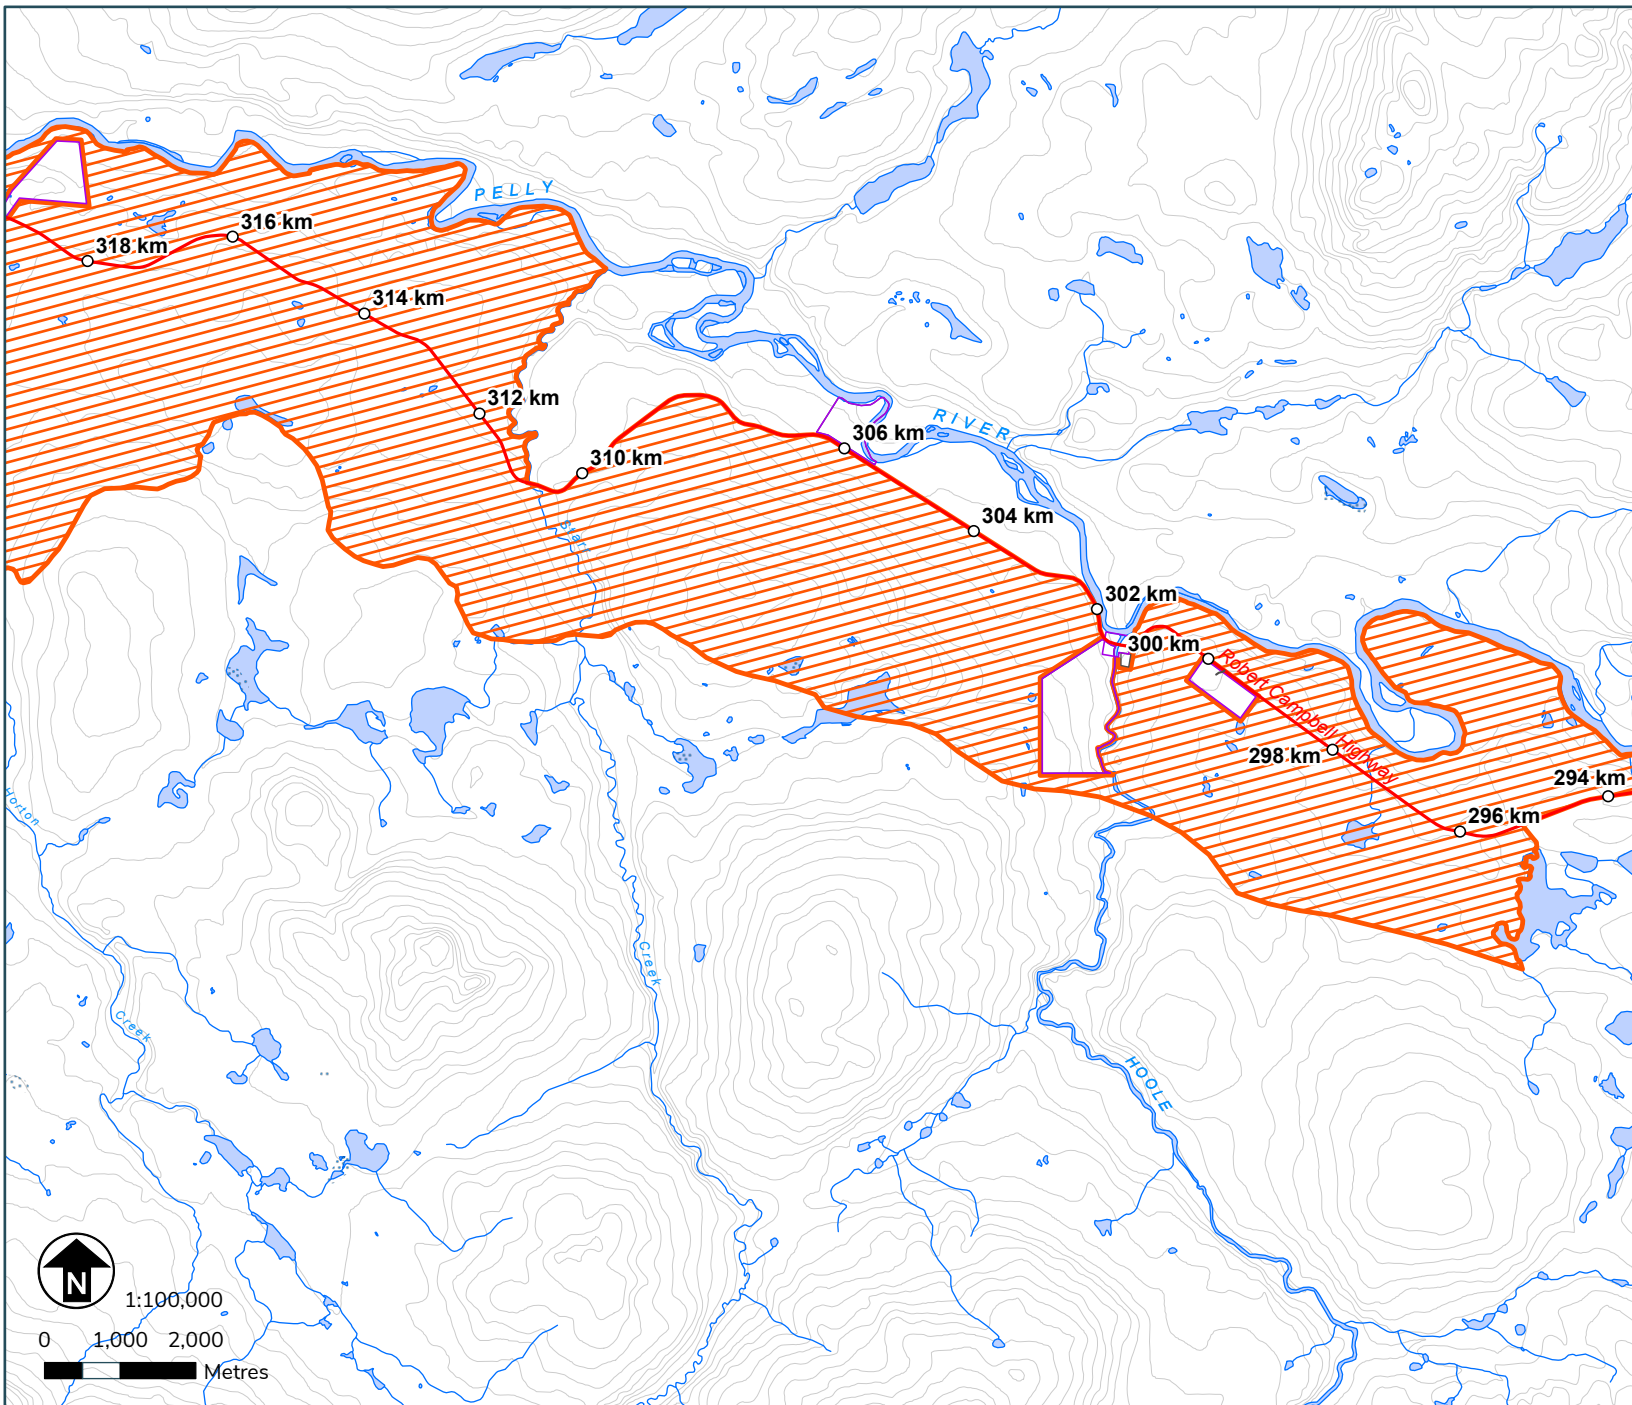 PELLY
316 km
318 km
314 km
312 km
RIVER
306 km
310 km
304 km
Starr
302 km
300 km
Robert Campbell Highway
298 km
294 km
296 km
Horton
Creek
Creek
HOOLE
N
1:100,000
0 1,000 2,000
Metres